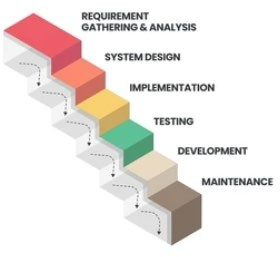 REQUIREMENT
GATHERING & ANALYSIS
SYSTEM DESIGN
IMPLEMENTATION
TESTING
DEVELOPMENT
MAINTENANCE